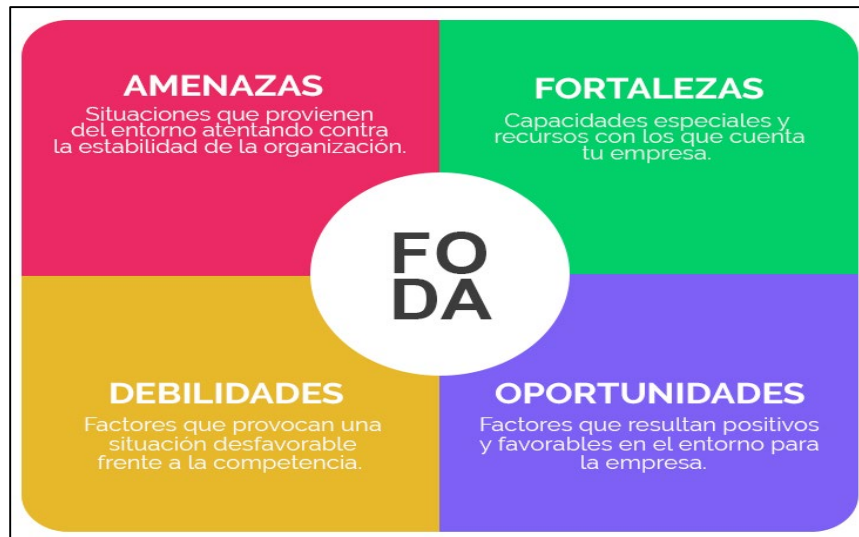 AMENAZAS
Situaciones que provienen
del entorno atentando contra
la estabilidad de la organización.
FORTALEZAS
Capacidades especiales y
recursos con los que cuenta
tu empresa.
FO
DA
DEBILIDADES
Factores que provocan una
situación desfavorable
frente a la competencia.
OPORTUNIDADES
Factores que resultan positivos
y favorables en el entorno para
la empresa.